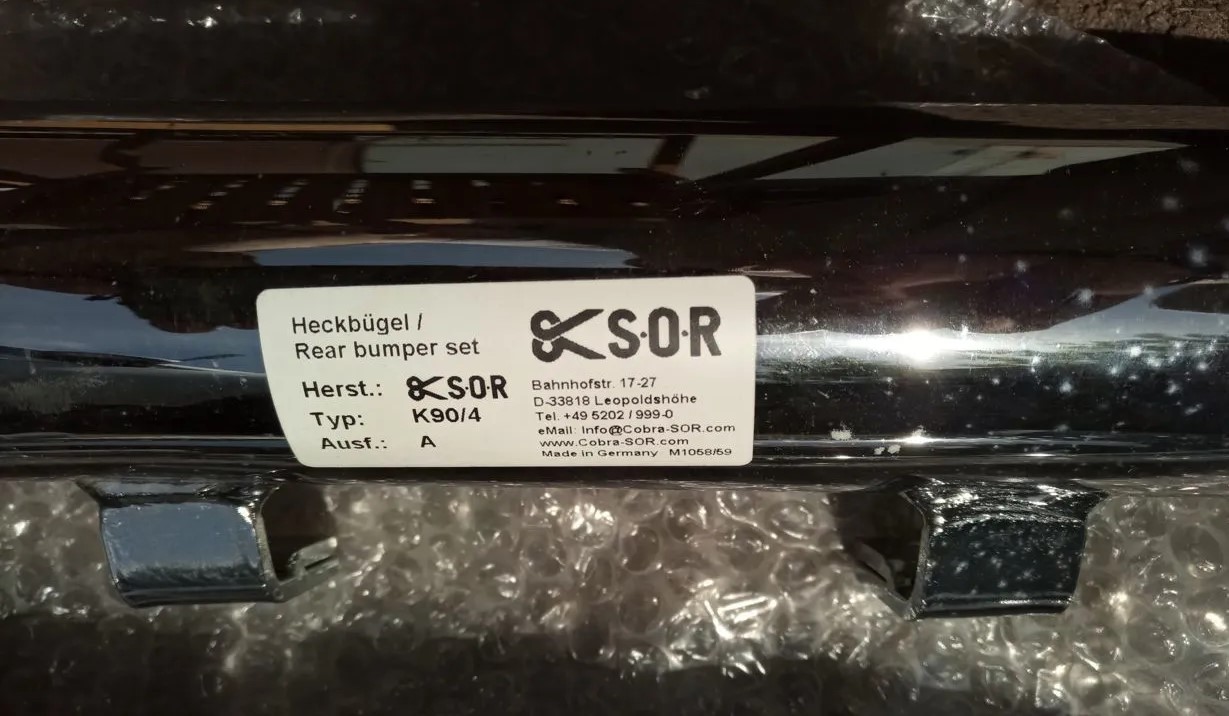 Heckbügel /
Rear bumper set
Herst.: S·O·R
Typ: K90/4
Ausf.: A
S·O·R
Bahnhofstr. 17-27
D-33818 Leopoldshöhe
Tel. +49 5202 / 999-0
eMail: Info@Cobra-SOR.com
www.Cobra-SOR.com
Made in Germany M1058/59